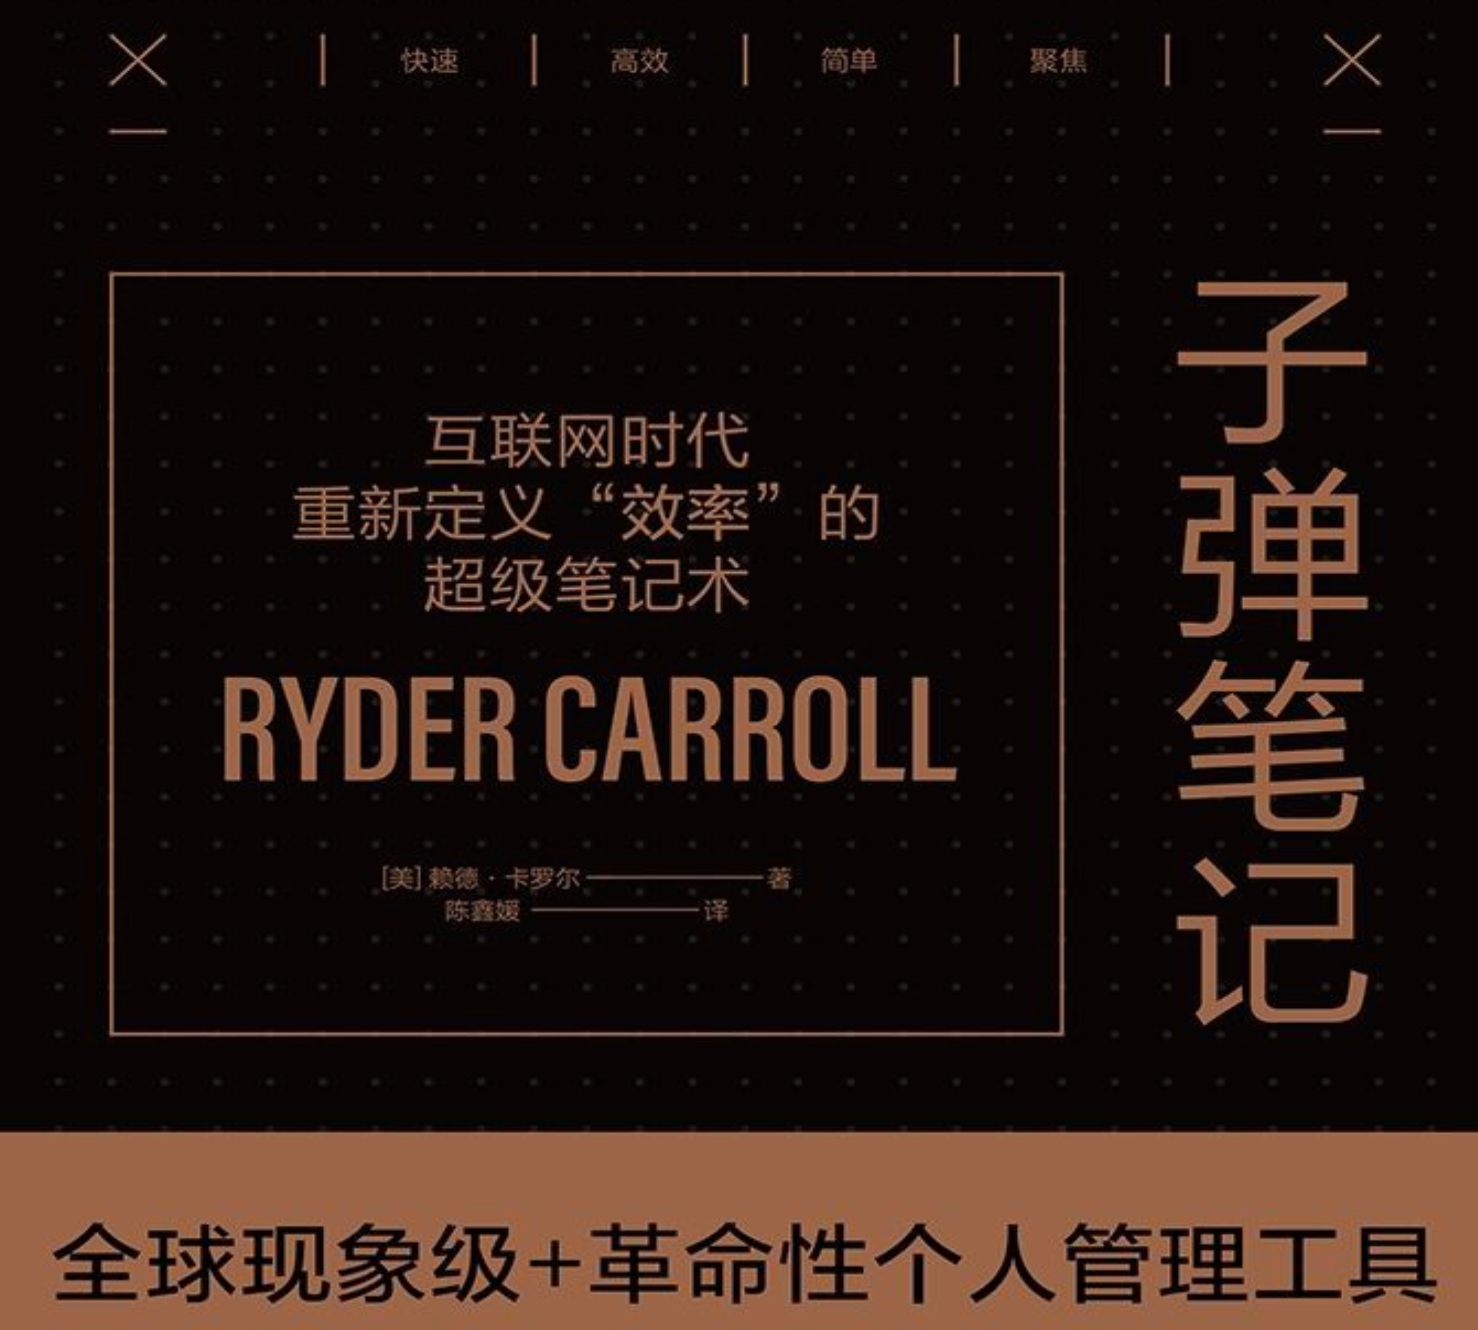 快速 高效 简单 聚焦
子弹笔记
互联网时代
重新定义“效率”的
超级笔记术
RYDER CARROLL
[美] 赖德·卡罗尔 著
陈鑫媛 译
全球现象级+革命性个人管理工具